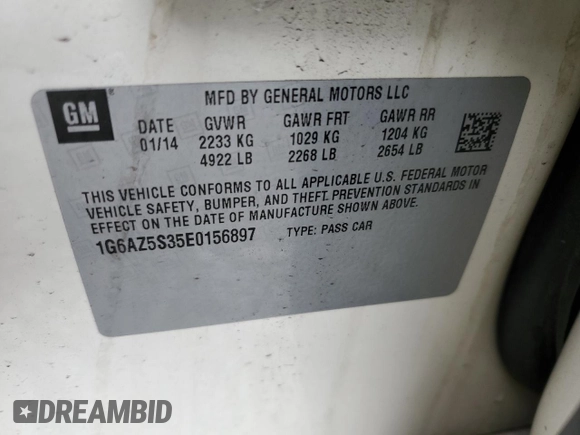 GM
MFD BY GENERAL MOTORS LLC
DATE GVWR GAWR FRT GAWR RR
01/14 2233 KG 1029 KG 1204 KG
4922 LB 2268 LB 2654 LB
THIS VEHICLE CONFORMS TO ALL APPLICABLE U.S. FEDERAL MOTOR
VEHICLE SAFETY, BUMPER, AND THEFT PREVENTION STANDARDS IN
EFFECT ON THE DATE OF MANUFACTURE SHOWN ABOVE.
1G6AZ5S35E0156897 TYPE: PASS CAR
DREAMBID